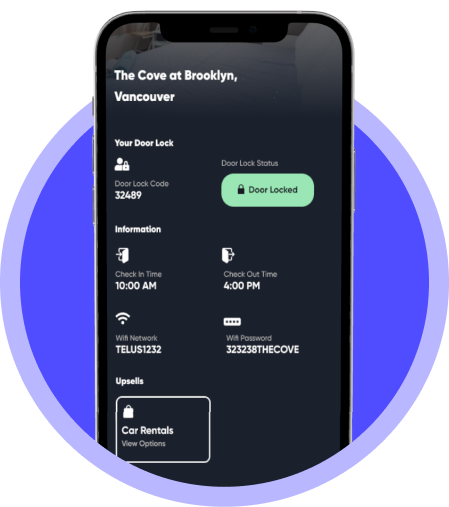 The Cove at Brooklyn,
Vancouver
Your Door Lock
Door Lock Status
Door Lock Code
32489
Door Locked
Information
Check In Time
10:00 AM
Check Out Time
4:00 PM
Wifi Network
TELUS1232
Wifi Password
323238THECOVE
Upsells
Car Rentals
View Options